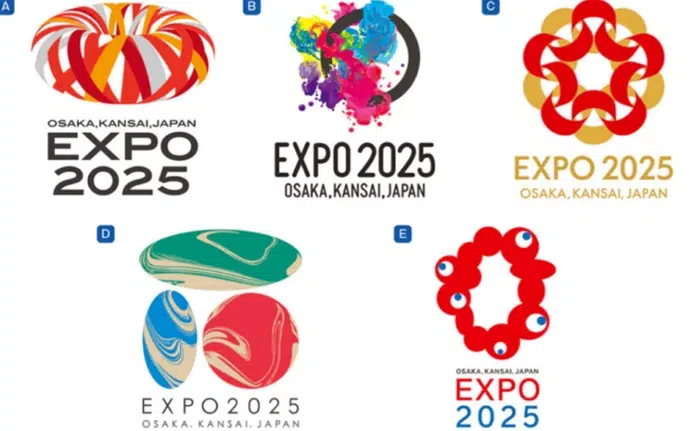 A
OSAKA,KANSAI,JAPAN
EXPO
2025
B
EXPO 2025
OSAKA,KANSAI,JAPAN
C
EXPO 2025
OSAKA, KANSAI, JAPAN
D
EXPO2025
OSAKA. KANSAI. JAPAN
E
OSAKA, KANSAI, JAPAN
EXPO
2025